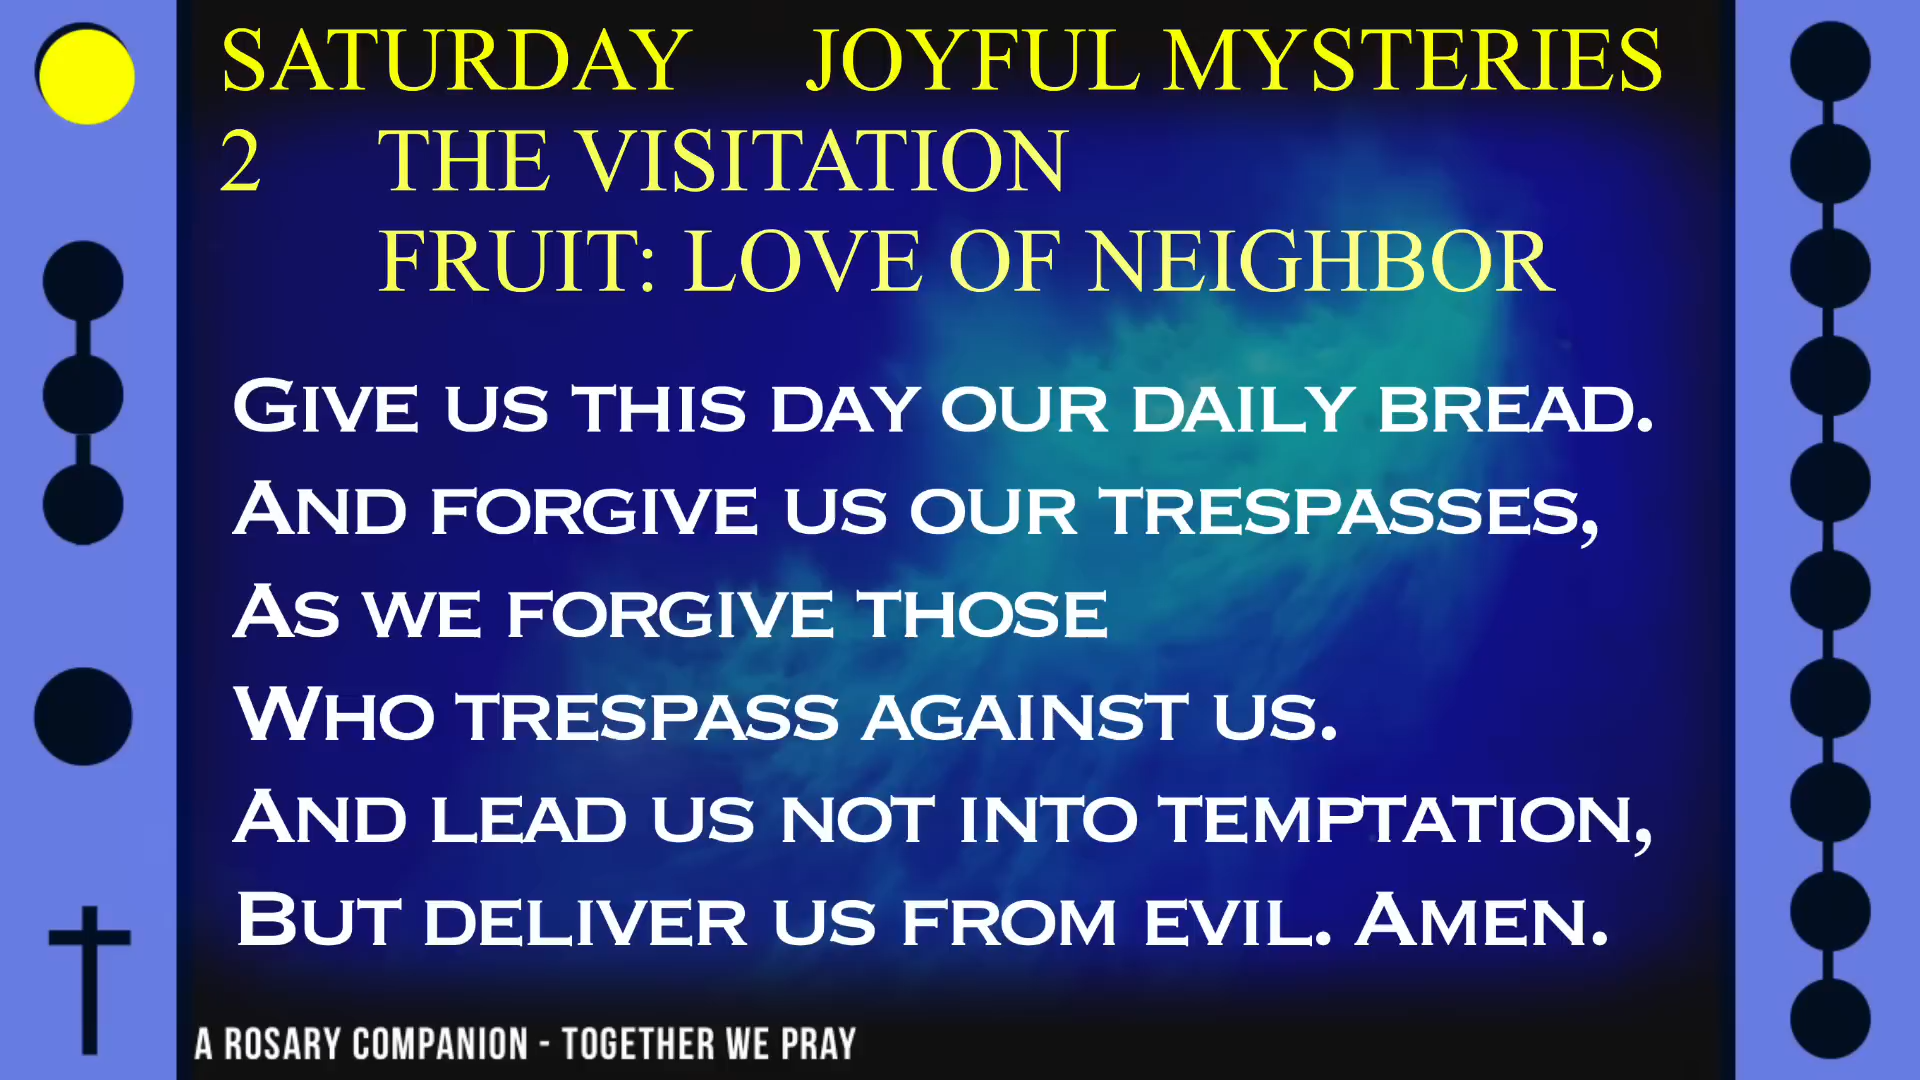 SATURDAY JOYFUL MYSTERIES
2 THE VISITATION
FRUIT: LOVE OF NEIGHBOR
GIVE US THIS DAY OUR DAILY BREAD.
AND FORGIVE US OUR TRESPASSES,
AS WE FORGIVE THOSE
WHO TRESPASS AGAINST US.
AND LEAD US NOT INTO TEMPTATION,
BUT DELIVER US FROM EVIL. AMEN.
A ROSARY COMPANION - TOGETHER WE PRAY